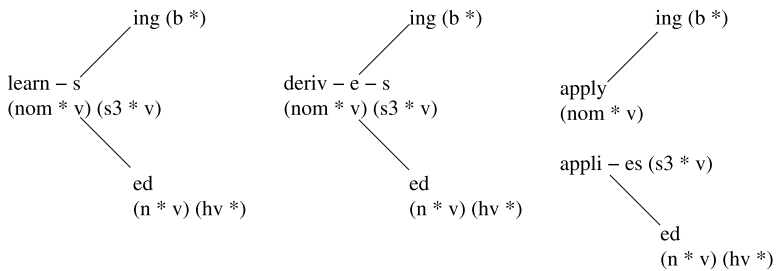 ing (b *)
learn – s
(nom * v) (s3 * v)
ed
(n * v) (hv *)
ing (b *)
deriv – e – s
(nom * v) (s3 * v)
ed
(n * v) (hv *)
ing (b *)
apply
(nom * v)
appli – es (s3 * v)
ed
(n * v) (hv *)